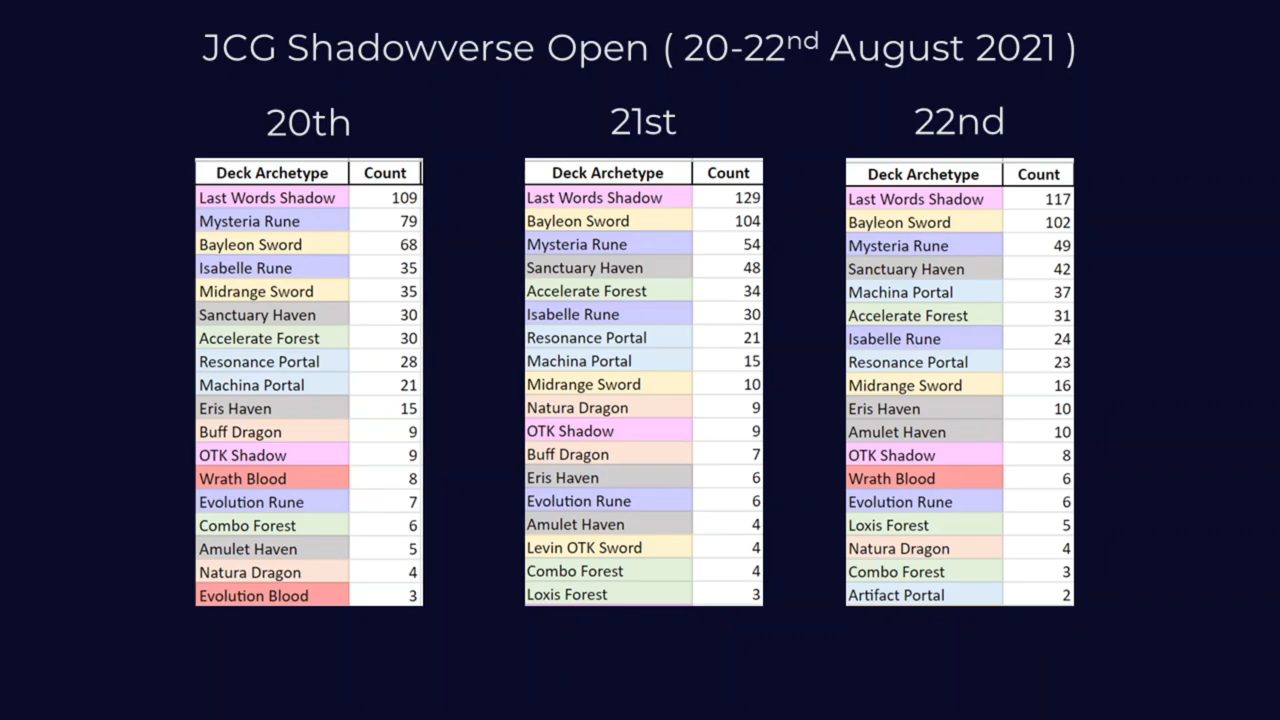 JCG Shadowverse Open ( 20-22nd August 2021 )
20th
Deck Archetype Count
Last Words Shadow 109
Mysteria Rune 79
Bayleon Sword 68
Isabelle Rune 35
Midrange Sword 35
Sanctuary Haven 30
Accelerate Forest 30
Resonance Portal 28
Machina Portal 21
Eris Haven 15
Buff Dragon 9
OTK Shadow 9
Wrath Blood 8
Evolution Rune 7
Combo Forest 6
Amulet Haven 5
Natura Dragon 4
Evolution Blood 3
21st
Deck Archetype Count
Last Words Shadow 129
Bayleon Sword 104
Mysteria Rune 54
Sanctuary Haven 48
Accelerate Forest 34
Isabelle Rune 30
Resonance Portal 21
Machina Portal 15
Midrange Sword 10
Natura Dragon 9
OTK Shadow 9
Buff Dragon 7
Eris Haven 6
Evolution Rune 6
Amulet Haven 4
Levin OTK Sword 4
Combo Forest 4
Loxis Forest 3
22nd
Deck Archetype Count
Last Words Shadow 117
Bayleon Sword 102
Mysteria Rune 49
Sanctuary Haven 42
Machina Portal 37
Accelerate Forest 31
Isabelle Rune 24
Resonance Portal 23
Midrange Sword 16
Eris Haven 10
Amulet Haven 10
OTK Shadow 8
Wrath Blood 6
Evolution Rune 6
Loxis Forest 5
Natura Dragon 4
Combo Forest 3
Artifact Portal 2